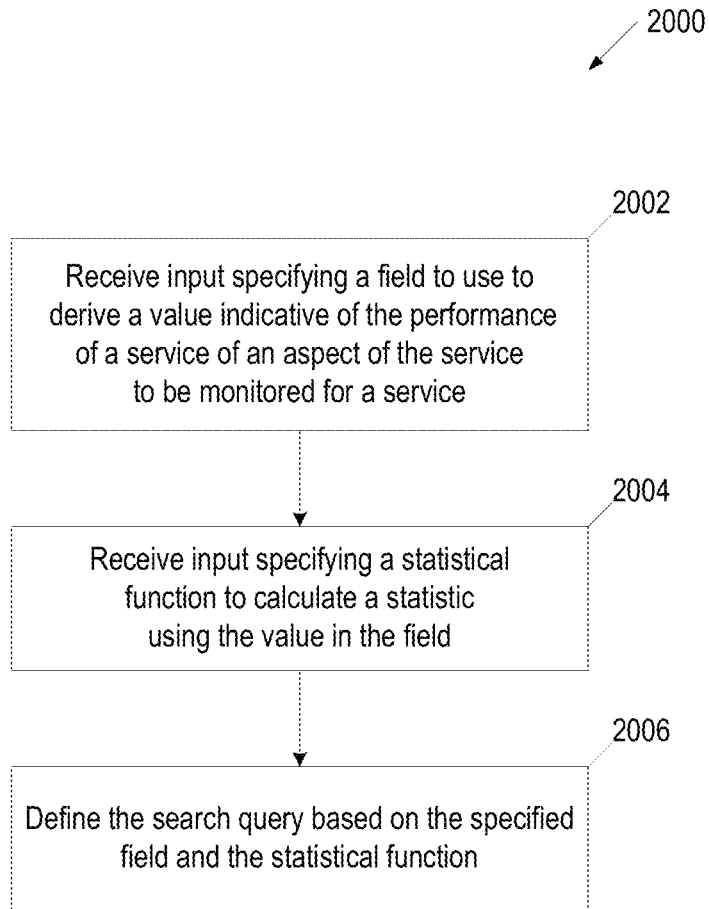 2000
2002
Receive input specifying a field to use to
derive a value indicative of the performance
of a service of an aspect of the service
to be monitored for a service
2004
Receive input specifying a statistical
function to calculate a statistic
using the value in the field
2006
Define the search query based on the specified
field and the statistical function